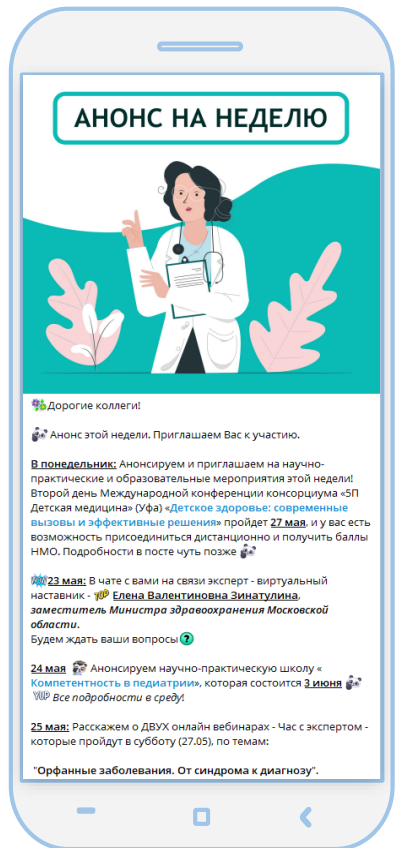 АНОНС НА НЕДЕЛЮ
Дорогие коллеги!
Анонс этой недели. Приглашаем Вас к участию.
В понедельник: Анонсируем и приглашаем на научно-
практические и образовательные мероприятия этой недели!
Второй день Международной конференции консорциума «5П
Детская медицина» (Уфа) «Детское здоровье: современные
вызовы и эффективные решения» пройдет 27 мая, и у вас есть
возможность присоединиться дистанционно и получить баллы
НМО. Подробности в посте чуть позже
23 мая: В чате с вами на связи эксперт - виртуальный
наставник - Елена Валентиновна Зинатулина,
заместитель Министра здравоохранения Московской
области.
Будем ждать ваши вопросы
24 мая Анонсируем научно-практическую школу «
Компетентность в педиатрии», которая состоится 3 июня
YUP Все подробности в среду!
25 мая: Расскажем о ДВУХ онлайн вебинарах - Час с экспертом -
которые пройдут в субботу (27.05), по темам:
"Орфанные заболевания. От синдрома к диагнозу".